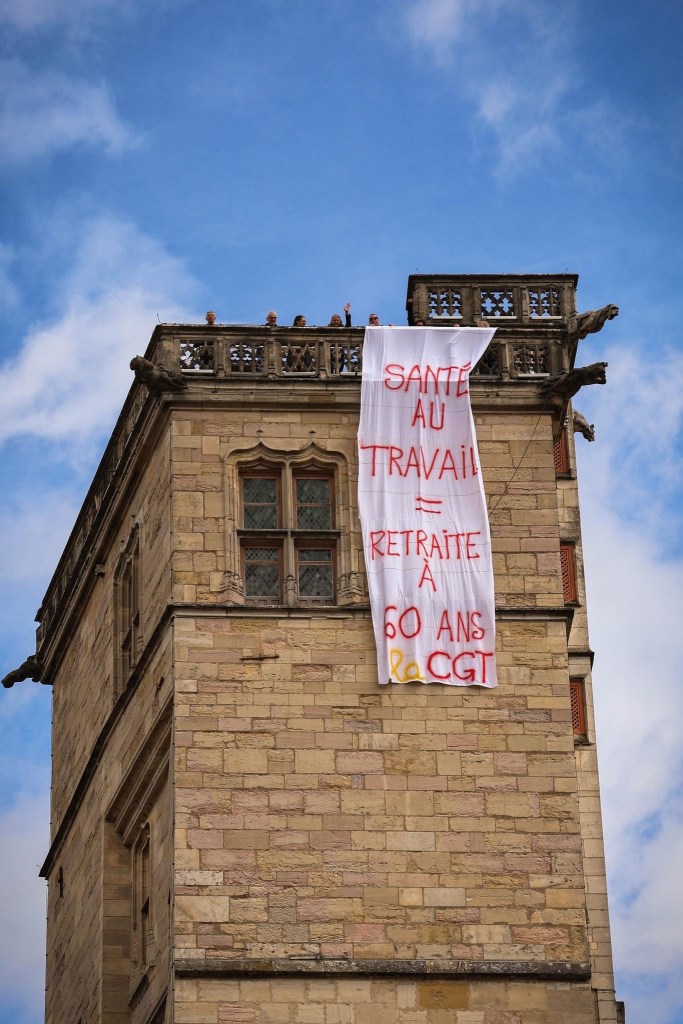 SANTÉ
AU
TRAVAIL
=
RETRAITE
À
60 ANS
la CGT